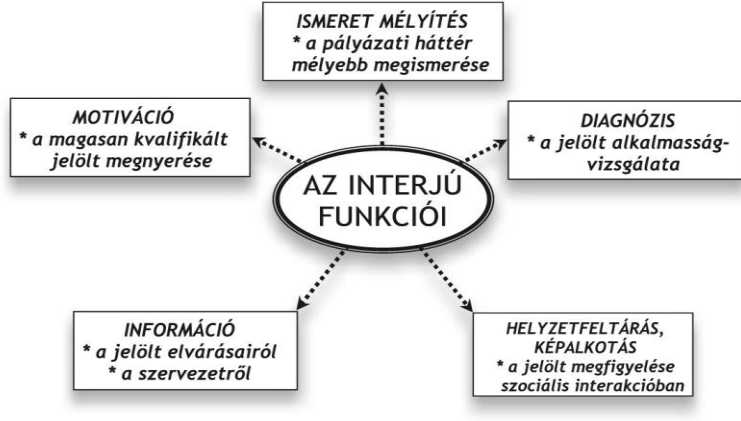 ISMERET MÉLYÍTÉS
* a pályázati háttér
mélyebb megismerése
MOTIVÁCIÓ
* a magasan kvalifikált
jelölt megnyerése
DIAGNÓZIS
* a jelölt alkalmasság-
vizsgálata
AZ INTERJÚ
FUNKCIÓI
INFORMÁCIÓ
* a jelölt elvárásairól
* a szervezetről
HELYZETFELTÁRÁS,
KÉPALKOTÁS
* a jelölt megfigyelése
szociális interakcióban